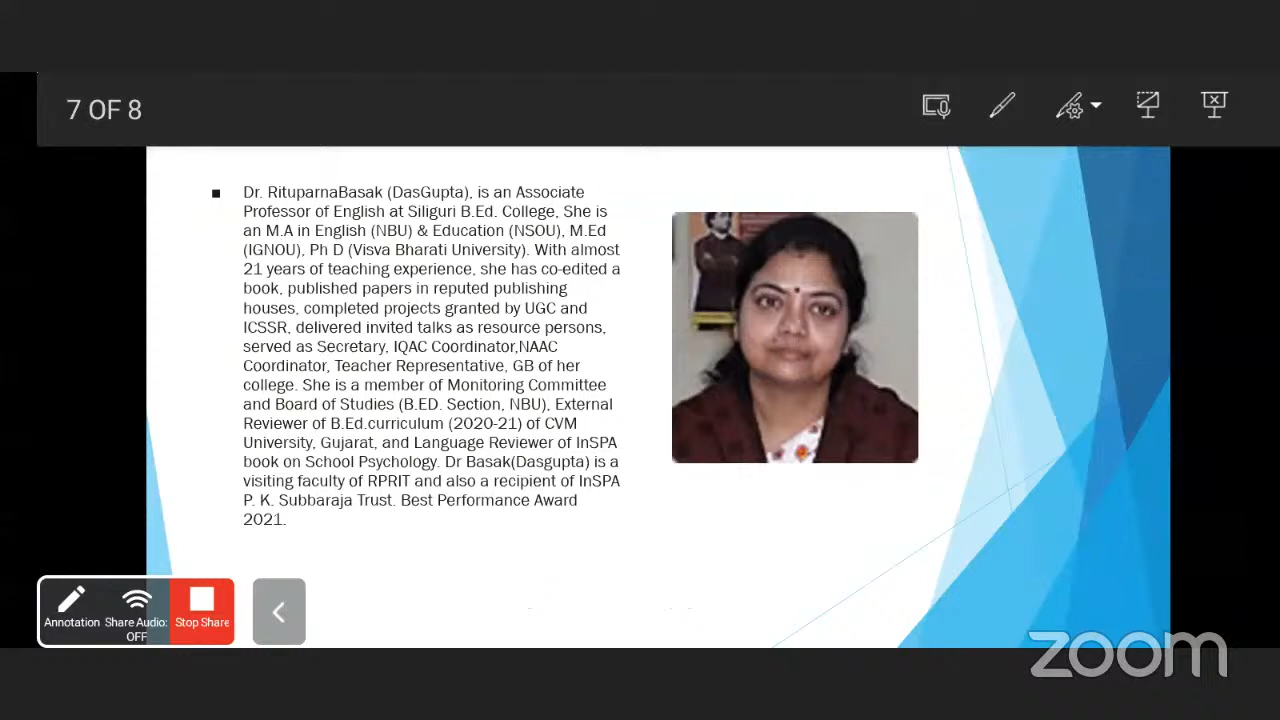 7 OF 8
Dr. RituparnaBasak (DasGupta), is an Associate
Professor of English at Siliguri B.Ed. College, She is
an M.A in English (NBU) & Education (NSOU), M.Ed
(IGNOU), Ph D (Visva Bharati University). With almost
21 years of teaching experience, she has co-edited a
book, published papers in reputed publishing
houses, completed projects granted by UGC and
ICSSR, delivered invited talks as resource persons,
served as Secretary, IQAC Coordinator,NAAC
Coordinator, Teacher Representative, GB of her
college. She is a member of Monitoring Committee
and Board of Studies (B.ED. Section, NBU), External
Reviewer of B.Ed.curriculum (2020-21) of CVM
University, Gujarat, and Language Reviewer of InSPA
book on School Psychology. Dr Basak(Dasgupta) is a
visiting faculty of RPRIT and also a recipient of InSPA
P. K. Subbaraja Trust. Best Performance Award
2021.
Annotation
Share Audio:
OFF
Stop Share
zoom